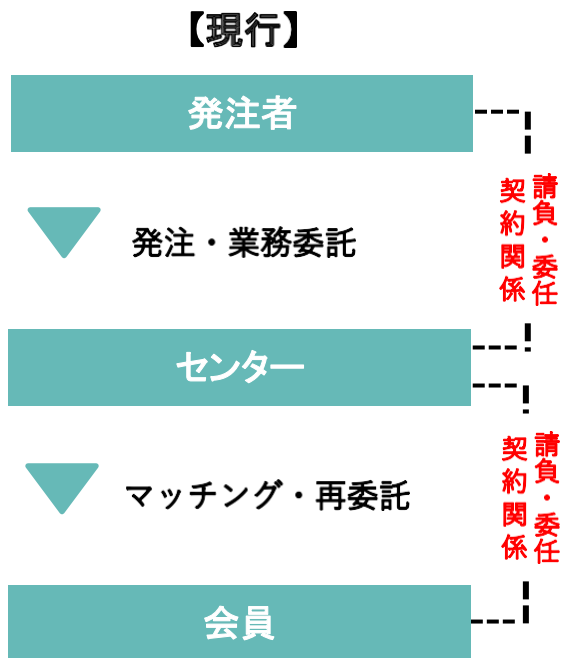 【現行】
発注者
発注・業務委託
請負・委任
契約関係
センター
マッチング・再委託
請負・委任
契約関係
会員